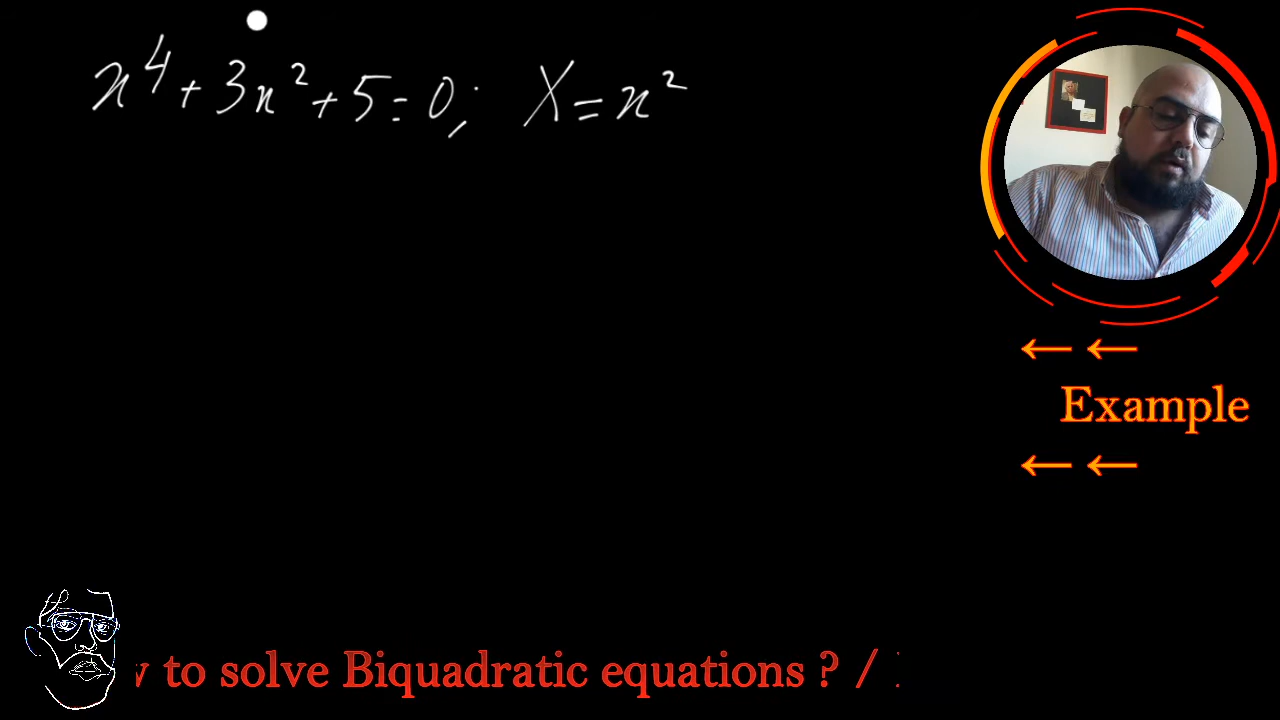 x⁴+3x²+5=0; X=x²
←←
Example
←←
to solve Biquadratic equations ? /